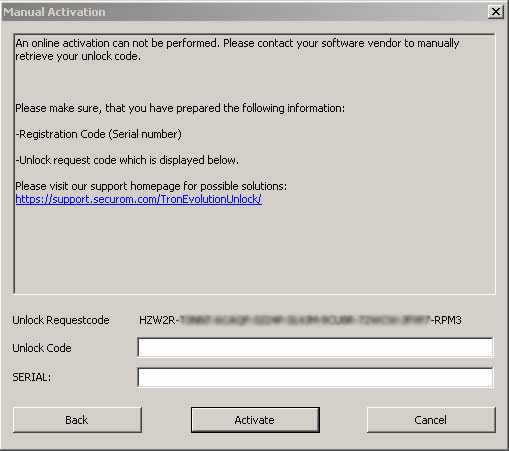 Manual Activation
An online activation can not be performed. Please contact your software vendor to manually
retrieve your unlock code.
Please make sure, that you have prepared the following information:
-Registration Code (Serial number)
-Unlock request code which is displayed below.
Please visit our support homepage for possible solutions:
https://support.securom.com/TronEvolutionUnlock/
Unlock Requestcode HZW2R- -RPM3
Unlock Code
SERIAL:
Back Activate Cancel